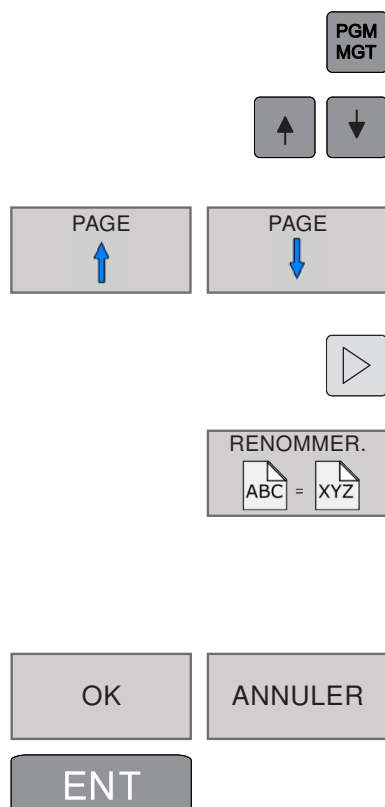 PGM
MGT
PAGE PAGE
RENOMMER.
ABC = XYZ
OK ANNULER
ENT